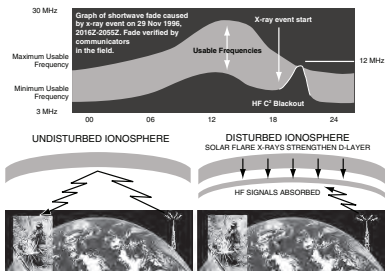 30 MHz
Graph of shortwave fade caused
by x-ray event on 29 Nov 1996,
2016Z-2055Z. Fade verified by
communicators
in the field.
X-ray event start
Usable Frequencies
Maximum Usable
Frequency
12 MHz
Minimum Usable
Frequency
HF C² Blackout
3 MHz
00 06 12 18 24
UNDISTURBED IONOSPHERE
DISTURBED IONOSPHERE
SOLAR FLARE X-RAYS STRENGTHEN D-LAYER
HF SIGNALS ABSORBED